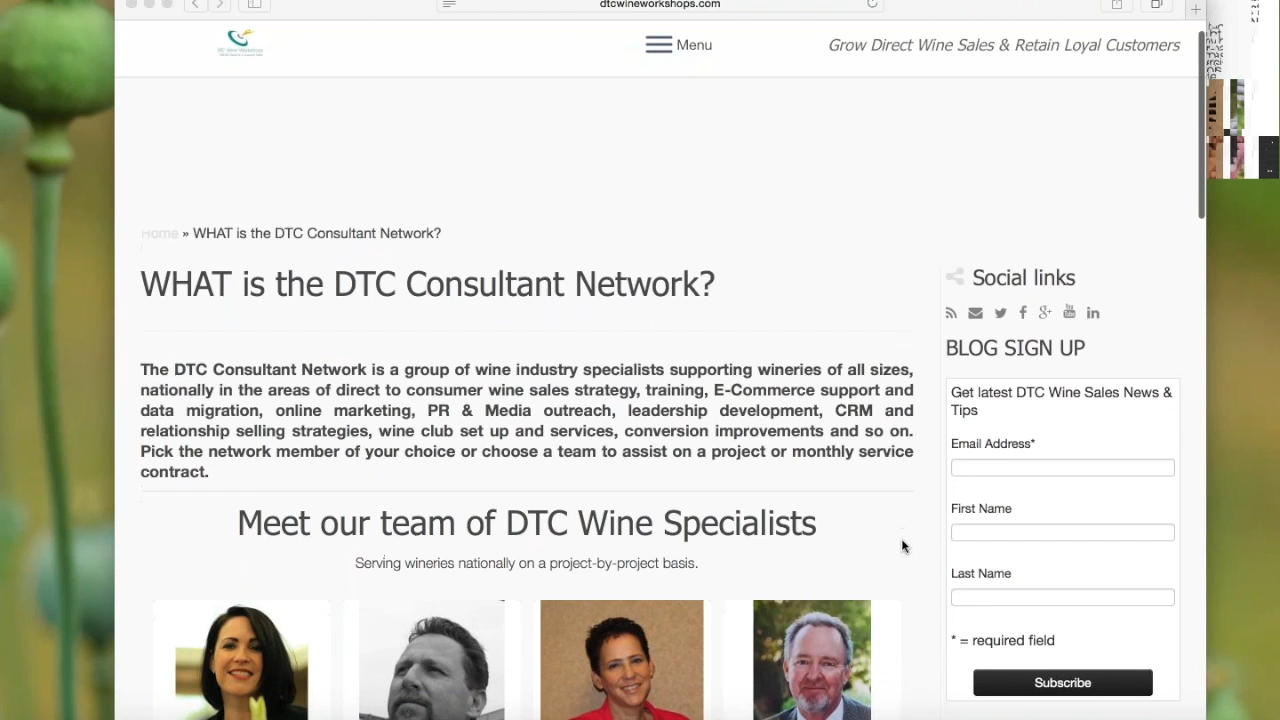 dtcwineworkshops.com
DTC Wine Workshops
Menu
Grow Direct Wine Sales & Retain Loyal Customers
Home » WHAT is the DTC Consultant Network?
WHAT is the DTC Consultant Network?
The DTC Consultant Network is a group of wine industry specialists supporting wineries of all sizes,
nationally in the areas of direct to consumer wine sales strategy, training, E-Commerce support and
data migration, online marketing, PR & Media outreach, leadership development, CRM and
relationship selling strategies, wine club set up and services, conversion improvements and so on.
Pick the network member of your choice or choose a team to assist on a project or monthly service
contract.
Meet our team of DTC Wine Specialists
Serving wineries nationally on a project-by-project basis.
Social links
BLOG SIGN UP
Get latest DTC Wine Sales News &
Tips
Email Address*
First Name
Last Name
* = required field
Subscribe